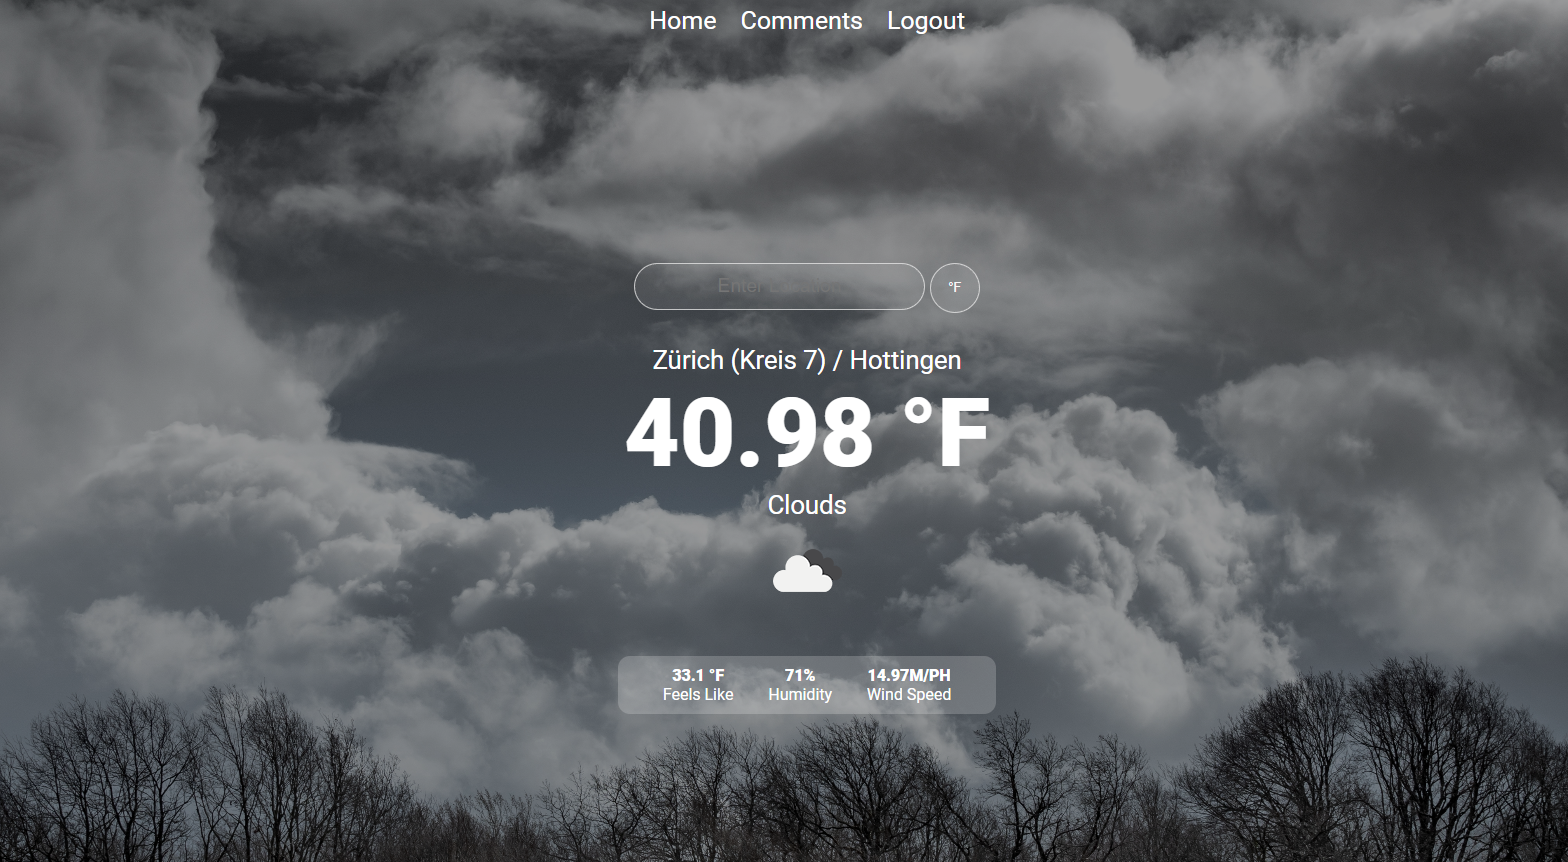 Home Comments Logout
Enter Location
°F
Zürich (Kreis 7) / Hottingen
40.98 °F
Clouds
33.1 °F 71% 14.97M/PH
Feels Like Humidity Wind Speed